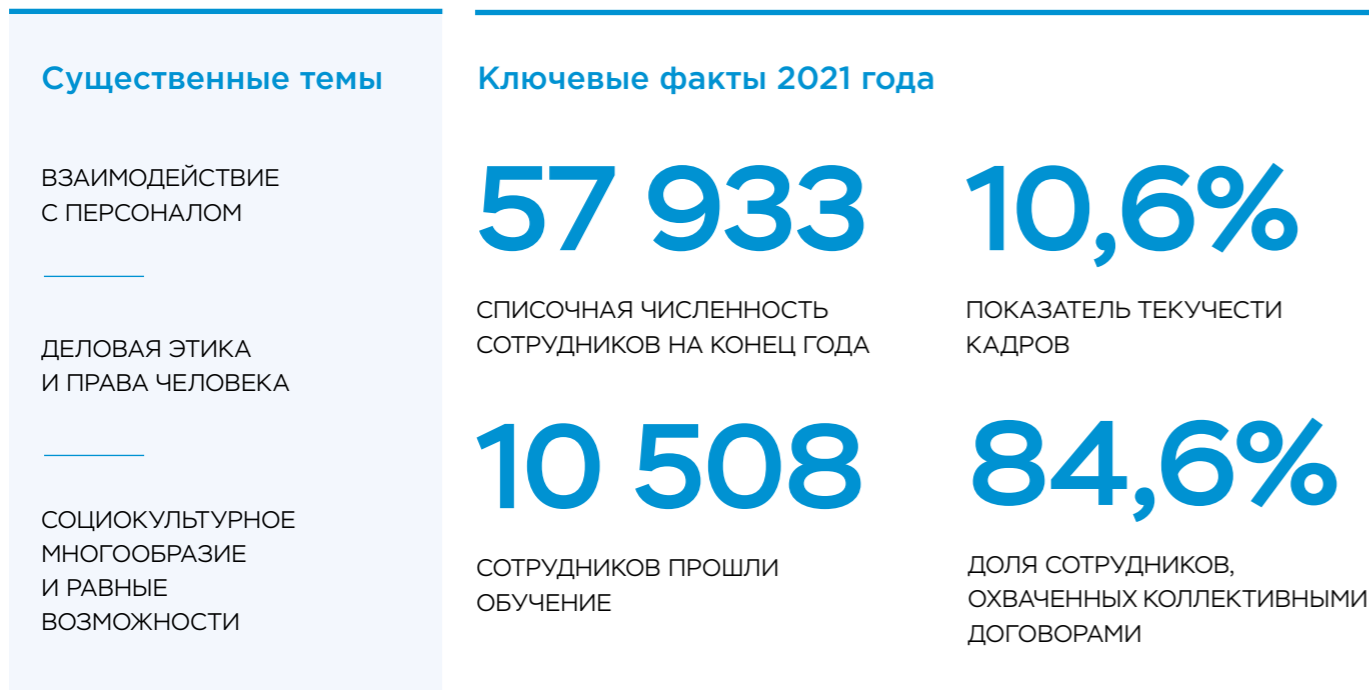 Существенные темы
ВЗАИМОДЕЙСТВИЕ
С ПЕРСОНАЛОМ
ДЕЛОВАЯ ЭТИКА
И ПРАВА ЧЕЛОВЕКА
СОЦИОКУЛЬТУРНОЕ
МНОГООБРАЗИЕ
И РАВНЫЕ
ВОЗМОЖНОСТИ
Ключевые факты 2021 года
57 933
СПИСОЧНАЯ ЧИСЛЕННОСТЬ
СОТРУДНИКОВ НА КОНЕЦ ГОДА
10,6%
ПОКАЗАТЕЛЬ ТЕКУЧЕСТИ
КАДРОВ
10 508
СОТРУДНИКОВ ПРОШЛИ
ОБУЧЕНИЕ
84,6%
ДОЛЯ СОТРУДНИКОВ,
ОХВАЧЕННЫХ КОЛЛЕКТИВНЫМИ
ДОГОВОРАМИ